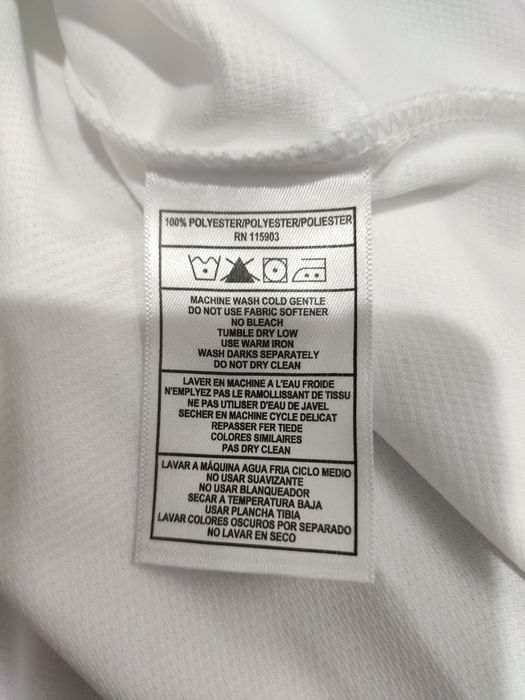 100% POLYESTER/POLYESTER/POLIESTER
RN 115903
MACHINE WASH COLD GENTLE
DO NOT USE FABRIC SOFTENER
NO BLEACH
TUMBLE DRY LOW
USE WARM IRON
WASH DARKS SEPARATELY
DO NOT DRY CLEAN
LAVER EN MACHINE A L'EAU FROIDE
N'EMPLYEZ PAS LE RAMOLLISSANT DE TISSU
NE PAS UTILISER D'EAU DE JAVEL
SECHER EN MACHINE CYCLE DELICAT
REPASSER FER TIEDE
COLORES SIMILAIRES
PAS DRY CLEAN
LAVAR A MÁQUINA AGUA FRIA CICLO MEDIO
NO USAR SUAVIZANTE
NO USAR BLANQUEADOR
SECAR A TEMPERATURA BAJA
USAR PLANCHA TIBIA
LAVAR COLORES OSCUROS POR SEPARADO
NO LAVAR EN SECO